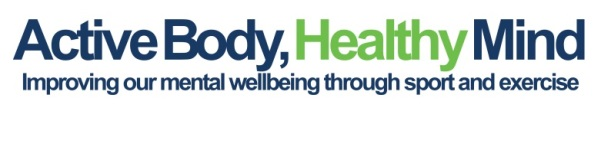 Active Body, Healthy Mind
Improving our mental wellbeing through sport and exercise